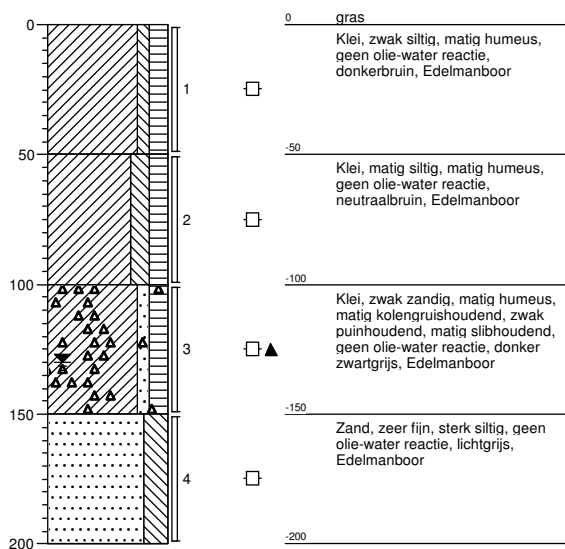 0
50
100
150
200
1
2
3
4
0
gras
Klei, zwak siltig, matig humeus,
geen olie-water reactie,
donkerbruin, Edelmanboor
-50
Klei, matig siltig, matig humeus,
geen olie-water reactie,
neutraalbruin, Edelmanboor
-100
Klei, zwak zandig, matig humeus,
matig kolengruishoudend, zwak
puinhoudend, matig slibhoudend,
geen olie-water reactie, donker
zwartgrijs, Edelmanboor
-150
Zand, zeer fijn, sterk siltig, geen
olie-water reactie, lichtgrijs,
Edelmanboor
-200